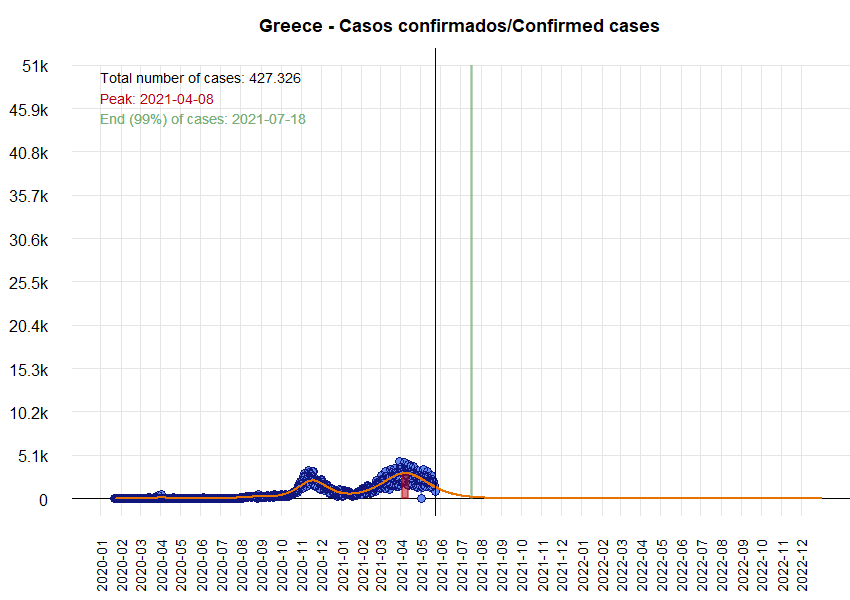 Greece - Casos confirmados/Confirmed cases
51k
Total number of cases: 427.326
Peak: 2021-04-08
End (99%) of cases: 2021-07-18
45.9k
40.8k
35.7k
30.6k
25.5k
20.4k
15.3k
10.2k
5.1k
0
2020-01
2020-02
2020-03
2020-04
2020-05
2020-06
2020-07
2020-08
2020-09
2020-10
2020-11
2020-12
2021-01
2021-02
2021-03
2021-04
2021-05
2021-06
2021-07
2021-08
2021-09
2021-10
2021-11
2021-12
2022-01
2022-02
2022-03
2022-04
2022-05
2022-06
2022-07
2022-08
2022-09
2022-10
2022-11
2022-12